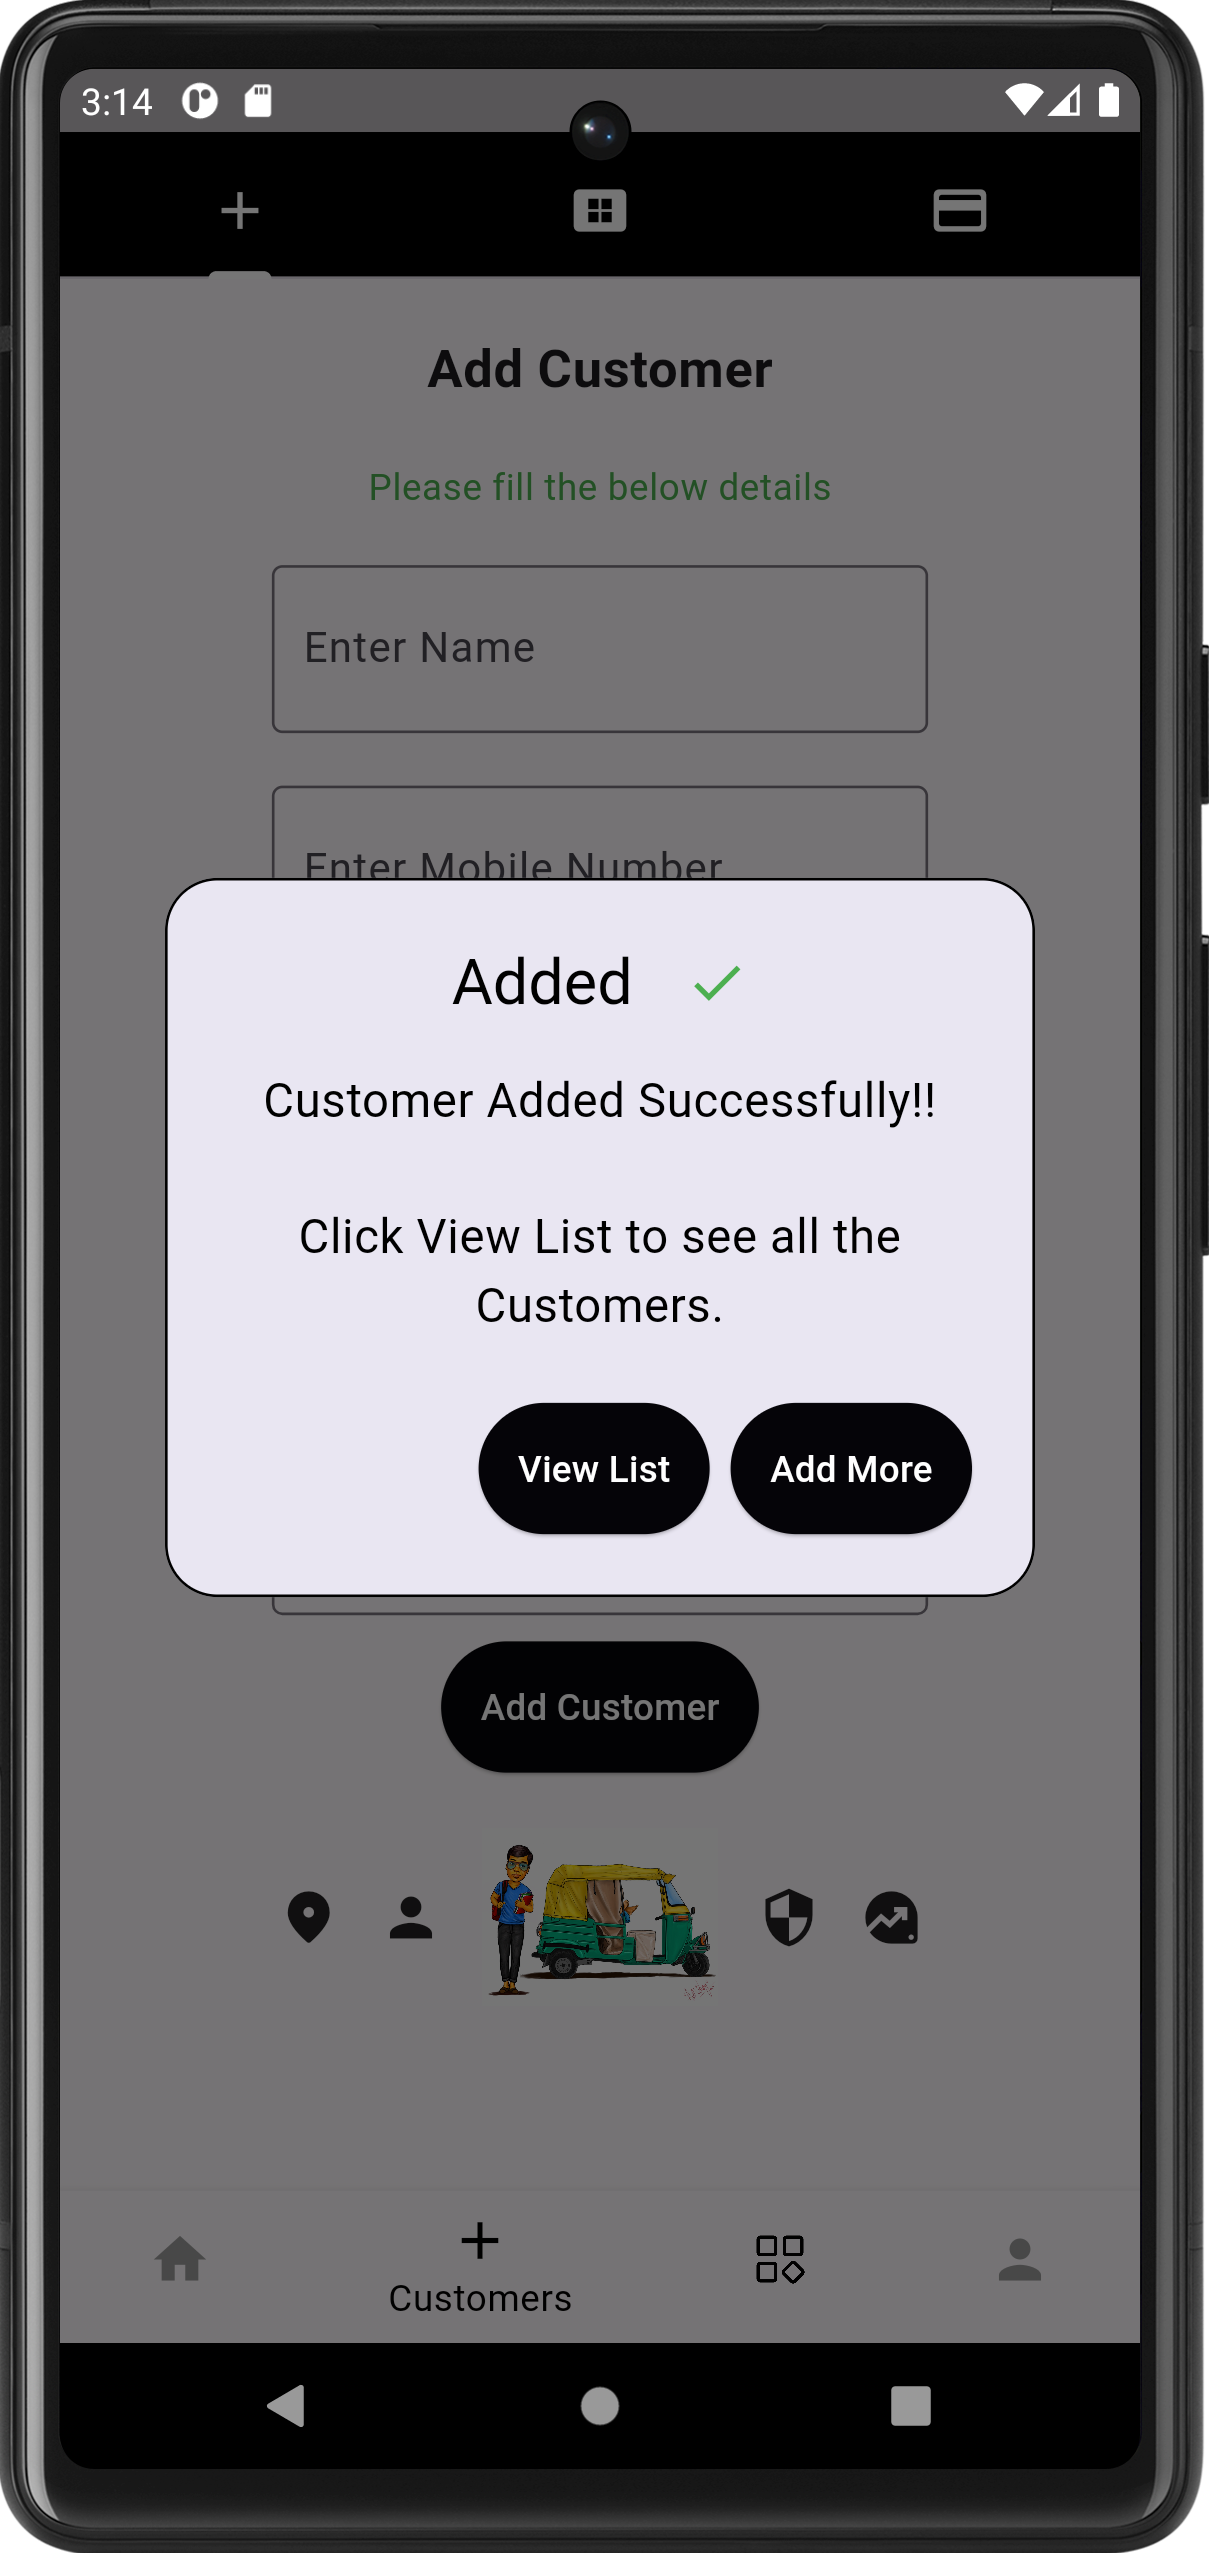 3:14
Add Customer
Please fill the below details
Enter Name
Enter Mobile Number
Added
Customer Added Successfully!!
Click View List to see all the
Customers.
View List
Add More
Add Customer
Customers